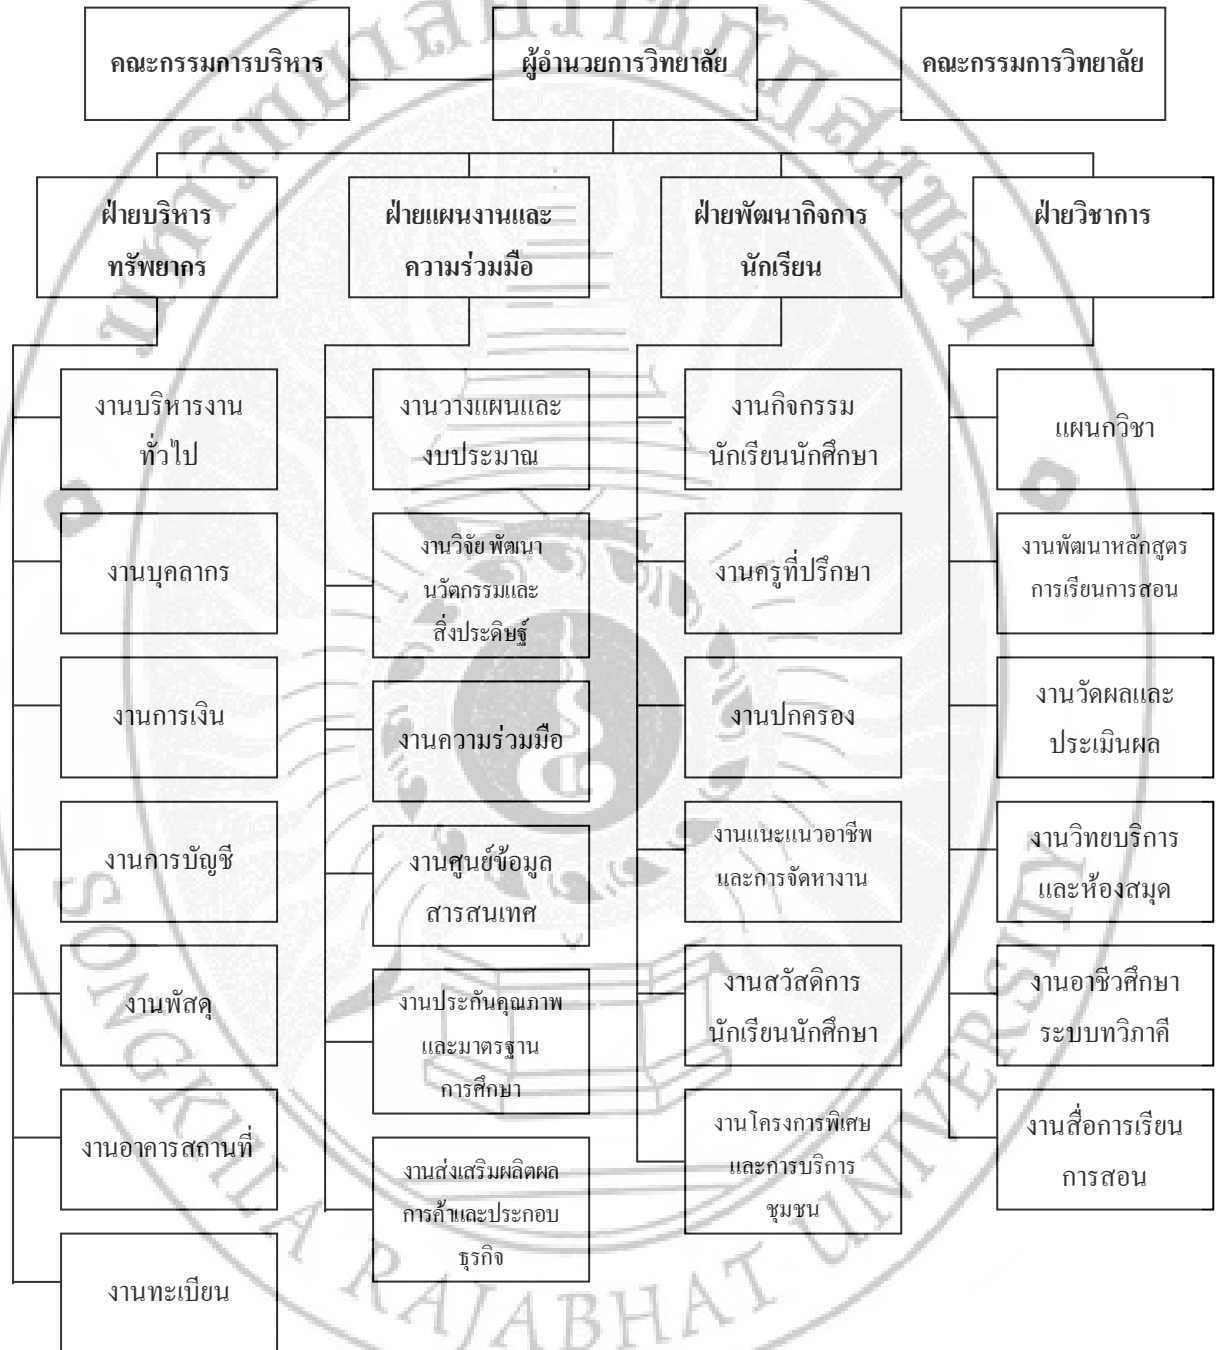 คณะกรรมการบริหาร
ผู้อำนวยการวิทยาลัย
คณะกรรมการวิทยาลัย
ฝ่ายบริหาร
ทรัพยากร
ฝ่ายแผนงานและ
ความร่วมมือ
ฝ่ายพัฒนากิจการ
นักเรียน
ฝ่ายวิชาการ
งานบริหารงาน
ทั่วไป
งานบุคลากร
งานการเงิน
งานการบัญชี
งานพัสดุ
งานอาคารสถานที่
งานทะเบียน
งานวางแผนและ
งบประมาณ
งานวิจัย พัฒนา
นวัตกรรมและ
สิ่งประดิษฐ์
งานความร่วมมือ
งานศูนย์ข้อมูล
สารสนเทศ
งานประกันคุณภาพ
และมาตรฐาน
การศึกษา
งานส่งเสริมผลิตผล
การค้าและประกอบ
ธุรกิจ
งานกิจกรรม
นักเรียนนักศึกษา
งานครูที่ปรึกษา
งานปกครอง
งานแนะแนวอาชีพ
และการจัดหางาน
งานสวัสดิการ
นักเรียนนักศึกษา
งานโครงการพิเศษ
และการบริการ
ชุมชน
แผนกวิชา
งานพัฒนาหลักสูตร
การเรียนการสอน
งานวัดผลและ
ประเมินผล
งานวิทยบริการ
และห้องสมุด
งานอาชีวศึกษา
ระบบทวิภาคี
งานสื่อการเรียน
การสอน
มหาวิทยาลัยราชภัฏสงขลา
SONGKHLA RAJABHAT UNIVERSITY